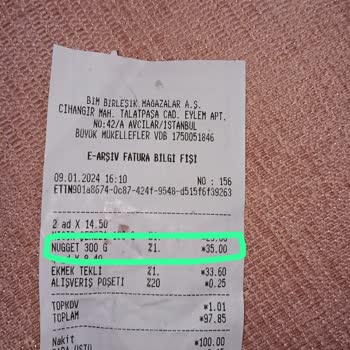 BİM BİRLEŞİK MAĞAZALAR A.Ş.
CİHANGİR MAH. TALATPAŞA CAD. EYLEM APT.
NO:42/A AVCILAR/İSTANBUL
BÜYÜK MÜKELLEFLER VDB 1750051846
E-ARŞİV FATURA BİLGİ FİŞİ
09.01.2024 16:10 NO : 156
ETTN901a8674-0c87-424f-9548-d515f6f39263
2 ad X 14.50
NUGGET 300 G %1. *35.00
EKMEK TEKLİ %1. *33.60
ALIŞVERİŞ POŞETİ %20 *0.25
TOPKDV *1.01
TOPLAM *97.85
Nakit *100.00